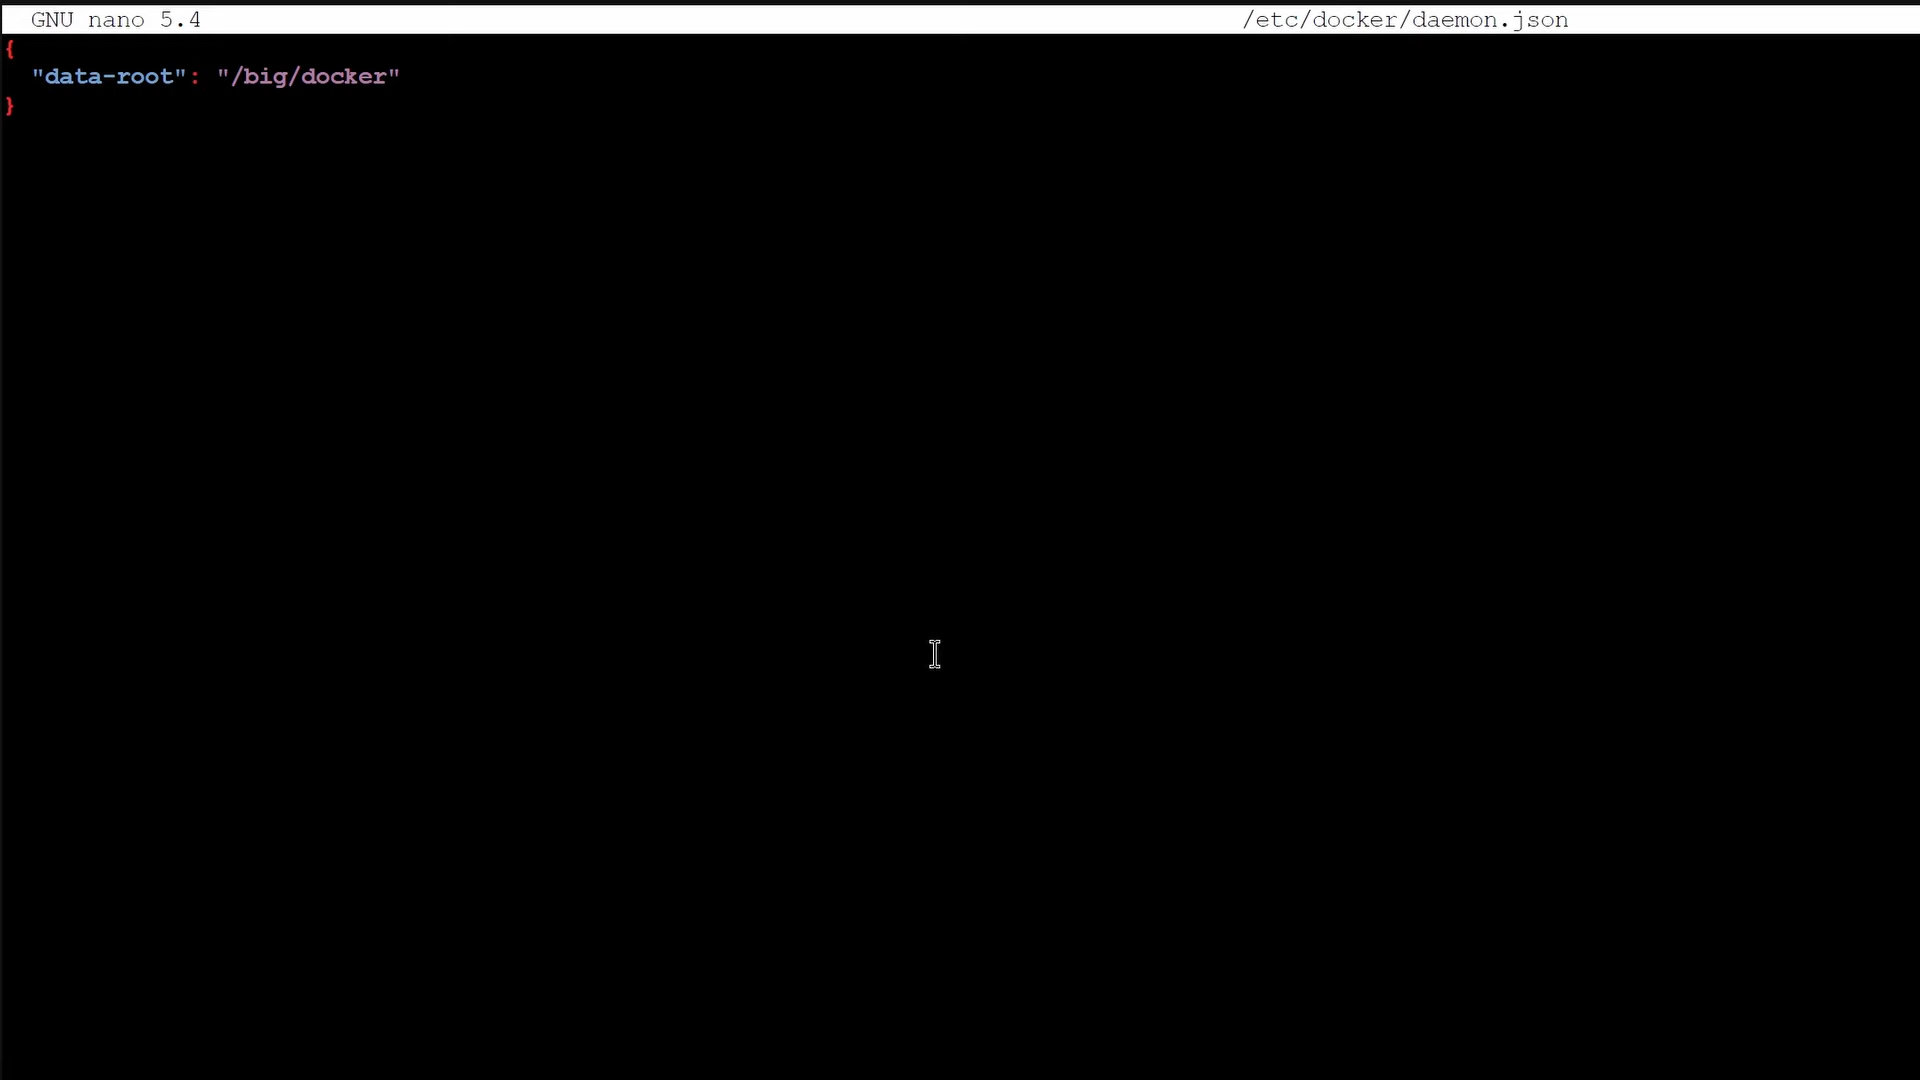 GNU nano 5.4 /etc/docker/daemon.json
{
"data-root": "/big/docker"
}